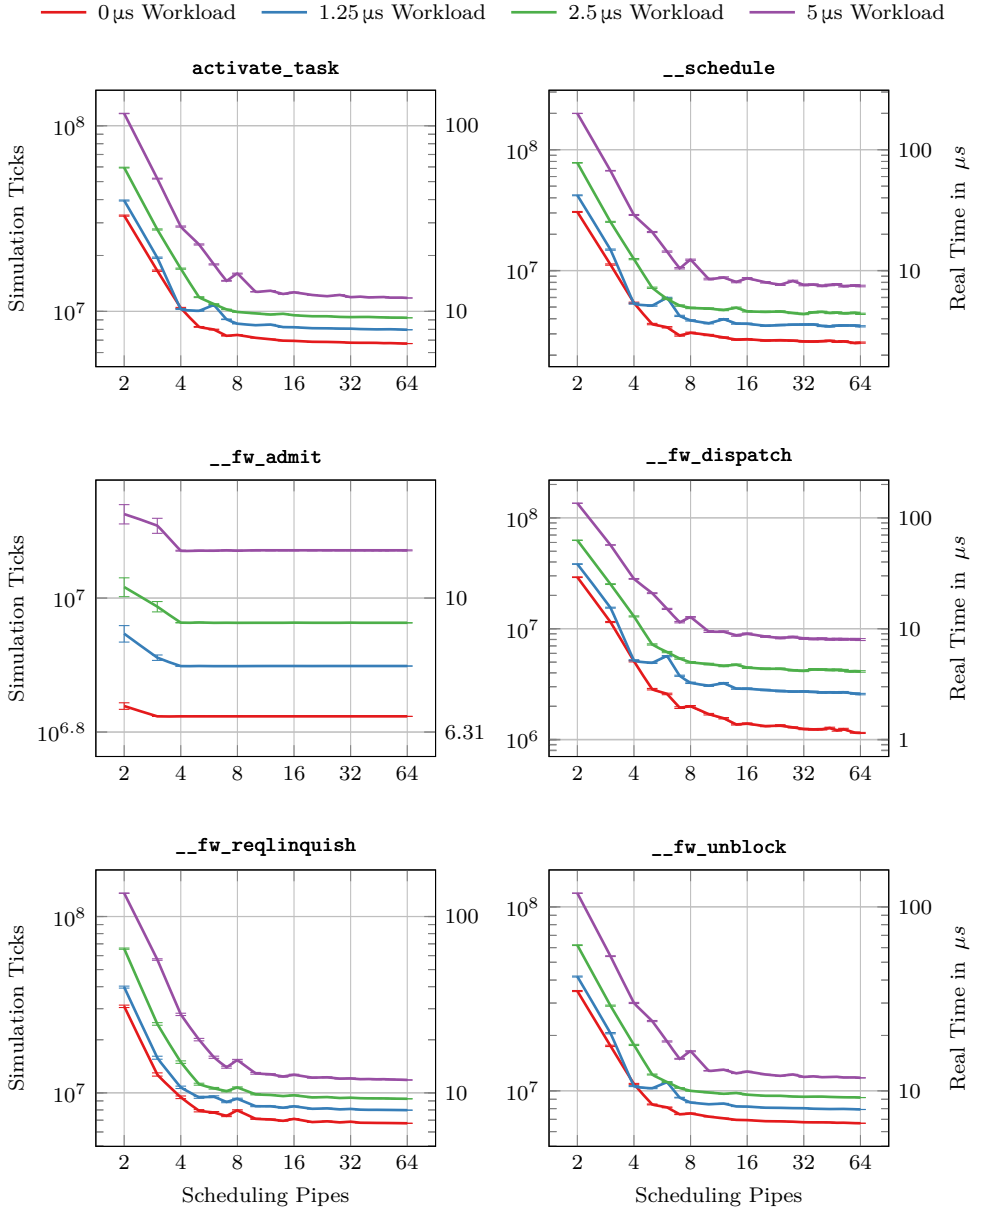 0 µs Workload 1.25 µs Workload 2.5 µs Workload 5 µs Workload
activate_task
Simulation Ticks
10^8
10^7
100
10
2 4 8 16 32 64
__schedule
10^8
10^7
100
10
Real Time in µs
2 4 8 16 32 64
__fw_admit
Simulation Ticks
10^7
10^6.8
10
6.31
2 4 8 16 32 64
__fw_dispatch
10^8
10^7
10^6
100
10
1
Real Time in µs
2 4 8 16 32 64
__fw_reqlinquish
Simulation Ticks
10^8
10^7
100
10
2 4 8 16 32 64
Scheduling Pipes
__fw_unblock
10^8
10^7
100
10
Real Time in µs
2 4 8 16 32 64
Scheduling Pipes